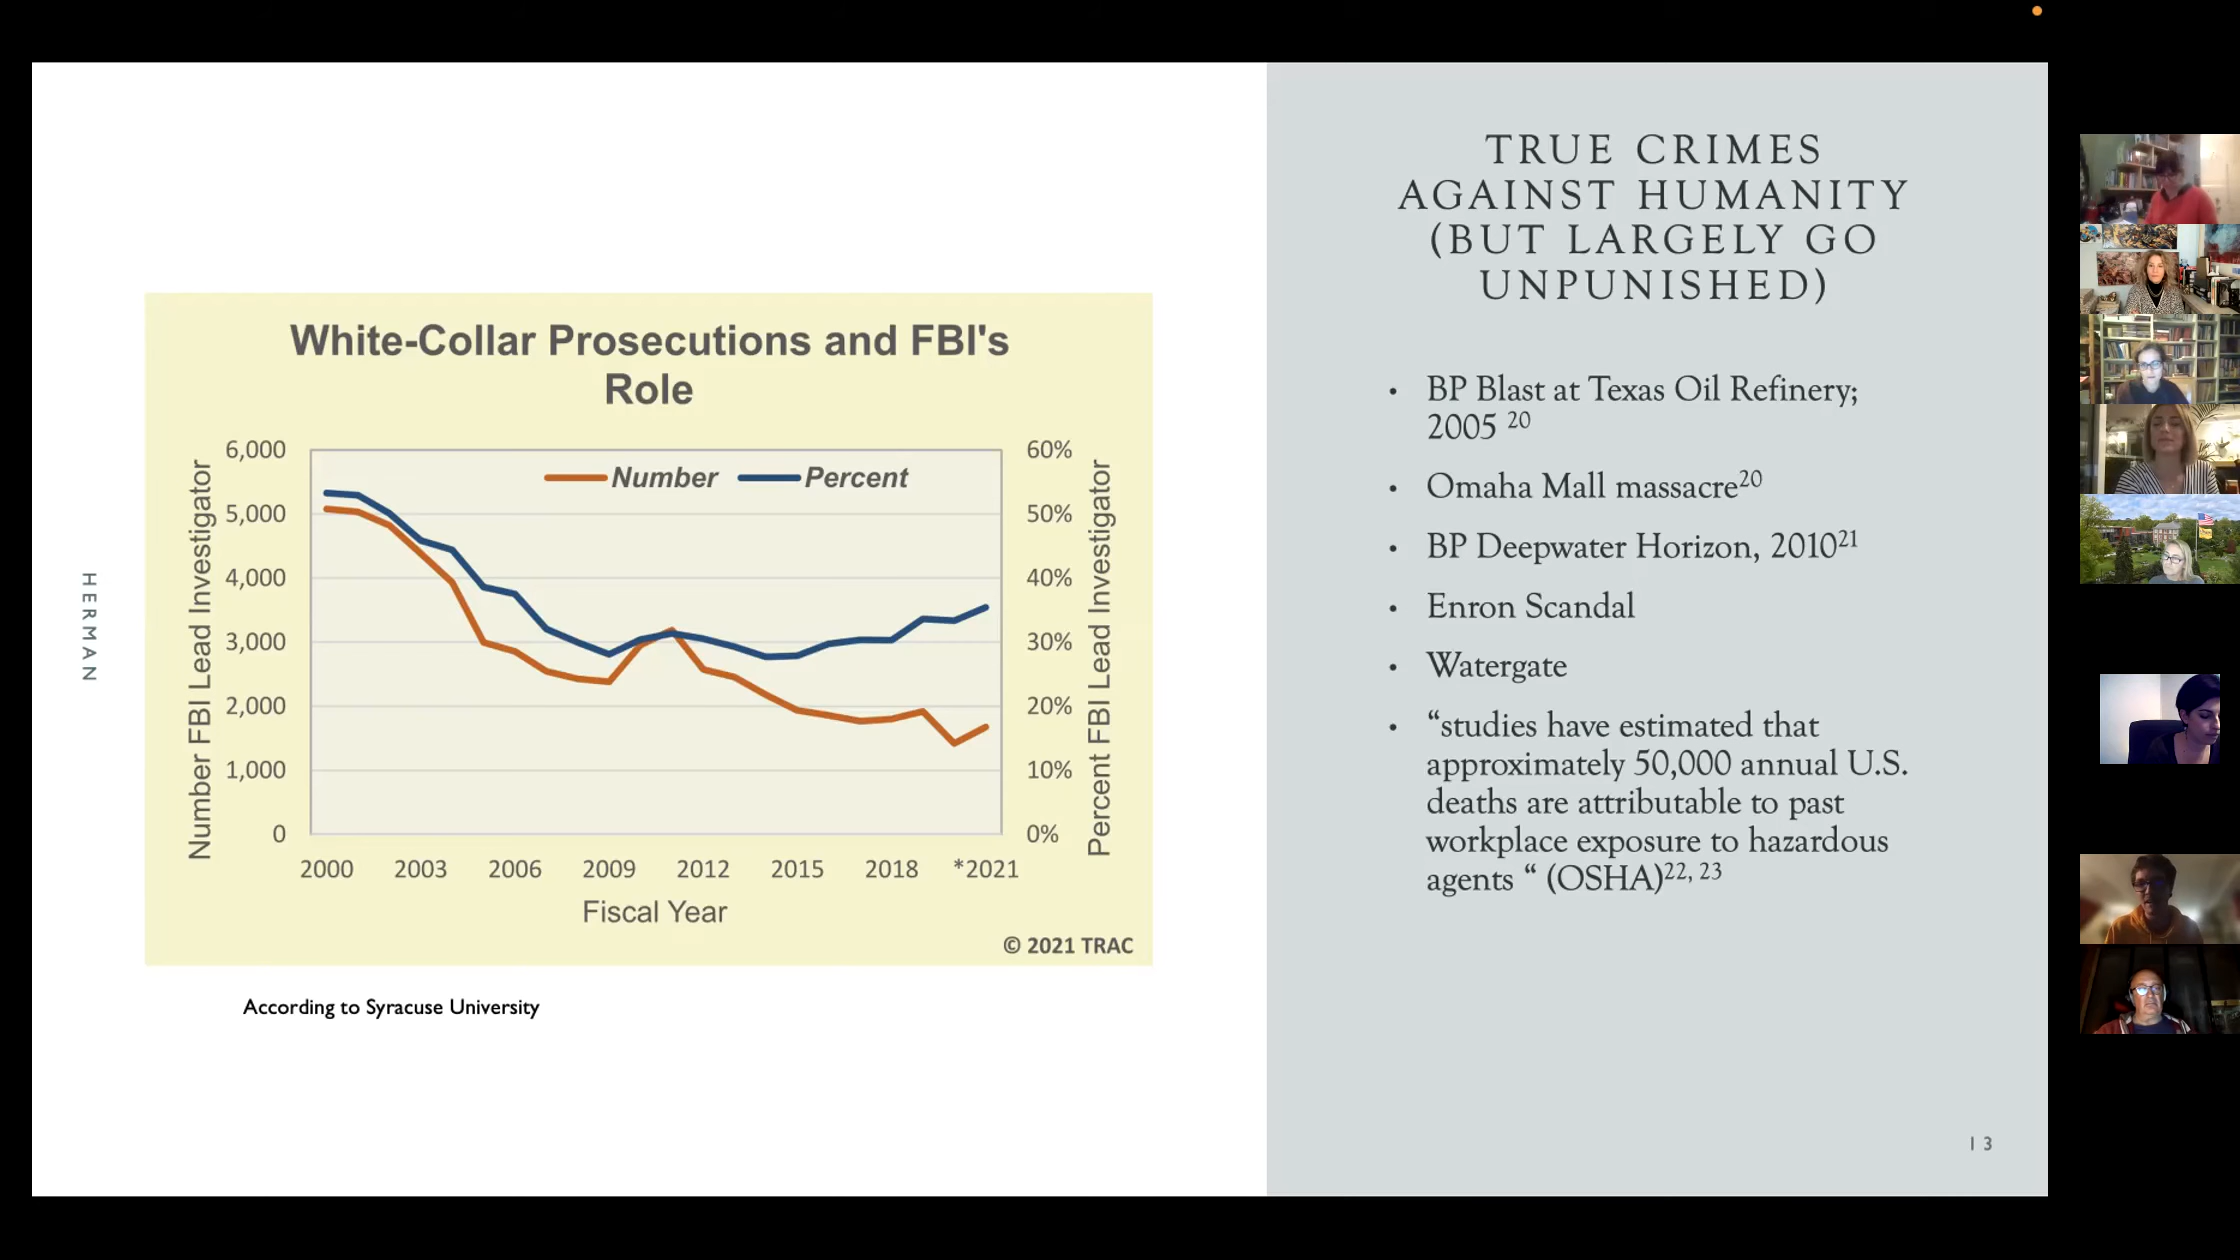 HERMAN
White-Collar Prosecutions and FBI's
Role
Number Percent
Number FBI Lead Investigator
6,000
5,000
4,000
3,000
2,000
1,000
0
60%
50%
40%
30%
20%
10%
0%
Percent FBI Lead Investigator
2000 2003 2006 2009 2012 2015 2018 *2021
Fiscal Year
© 2021 TRAC
According to Syracuse University
TRUE CRIMES
AGAINST HUMANITY
(BUT LARGELY GO
UNPUNISHED)
• BP Blast at Texas Oil Refinery;
2005 20
• Omaha Mall massacre20
• BP Deepwater Horizon, 201021
• Enron Scandal
• Watergate
• “studies have estimated that
approximately 50,000 annual U.S.
deaths are attributable to past
workplace exposure to hazardous
agents “ (OSHA)22, 23
13